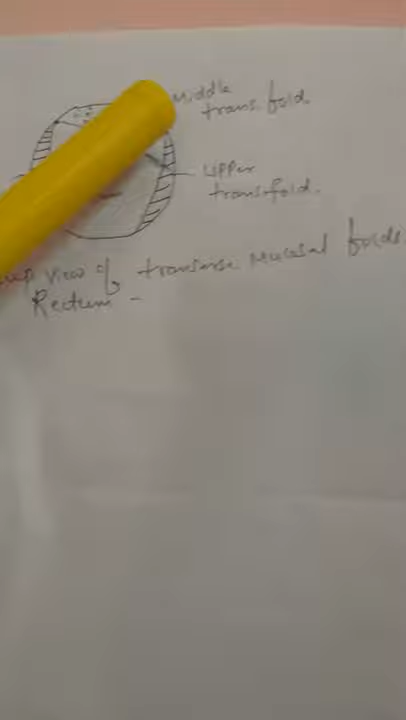 Middle
trans. fold.
upper
trans. fold.
view of transverse Mucosal folds
Rectum -